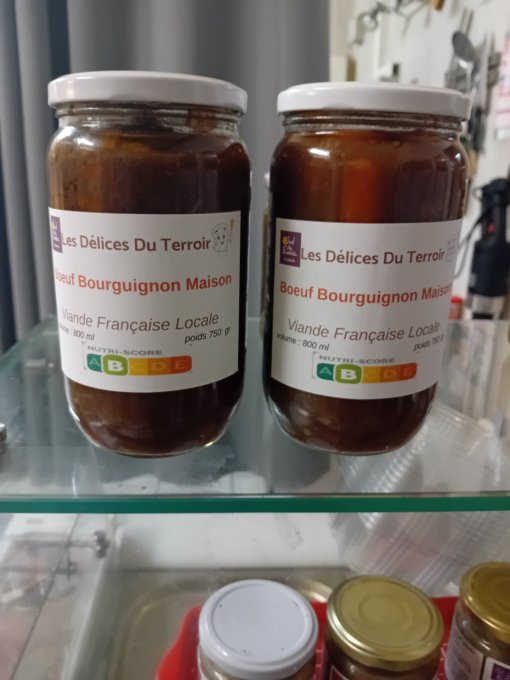 Les Délices Du Terroir
Boeuf Bourguignon Maison
Viande Française Locale
volume : 800 ml
poids 750: gr
NUTRI-SCORE
A B C D E
Les Délices Du Terroir
Boeuf Bourguignon Maison
Viande Française Locale
volume : 800 ml
poids 750 gr
NUTRI-SCORE
A B C D E